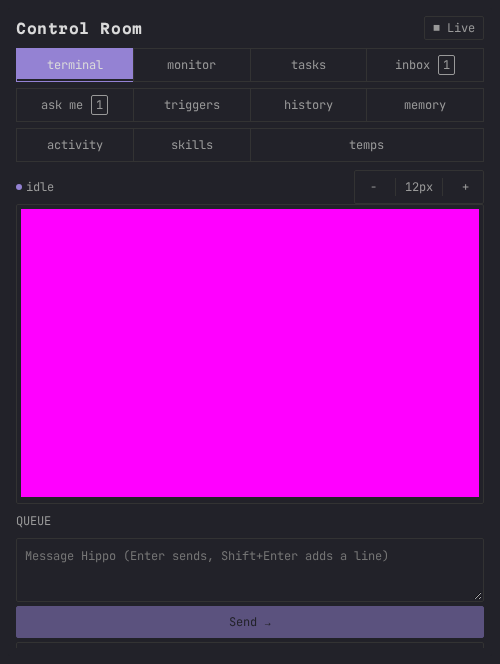 Control Room
■ Live
terminal
monitor
tasks
inbox 1
ask me 1
triggers
history
memory
activity
skills
temps
idle
- 12px +
QUEUE
Message Hippo (Enter sends, Shift+Enter adds a line)
Send →